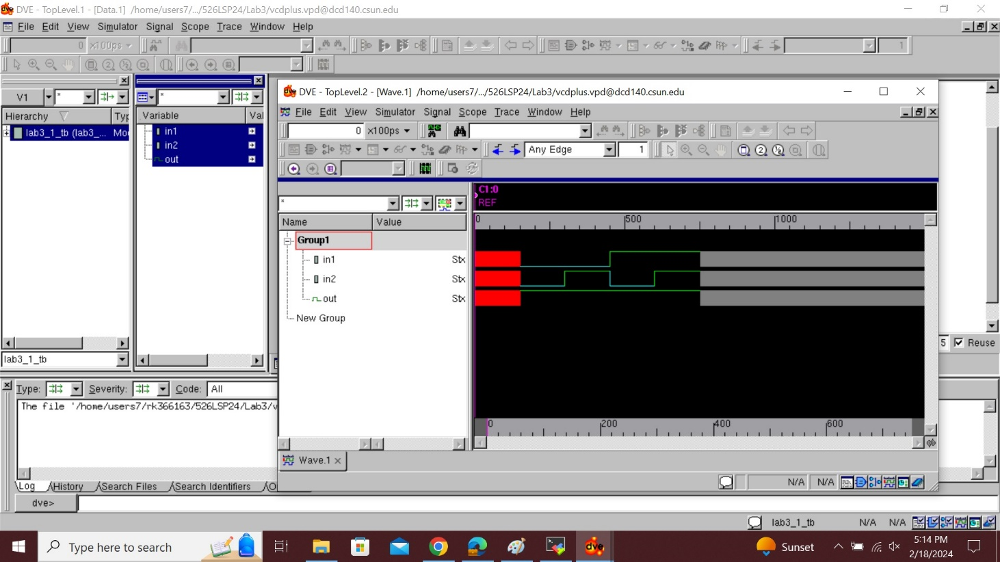 DVE - TopLevel.1 - [Data.1]  /home/users7/.../526LSP24/Lab3/vcdplus.vpd@dcd140.csun.edu
File Edit View Simulator Signal Scope Trace Window Help
0 x100ps
1
V1 * *
Hierarchy Typ Variable Val
lab3_1_tb (lab3_... Mod
in1
in2
out
lab3_1_tb
DVE - TopLevel.2 - [Wave.1]  /home/users7/.../526LSP24/Lab3/vcdplus.vpd@dcd140.csun.edu
File Edit View Simulator Signal Scope Trace Window Help
0 x100ps
Any Edge 1
*
Name Value
Group1
in1 Stx
in2 Stx
out Stx
New Group
C1:0
REF
0 500 1000
0 200 400 600
Wave.1
N/A N/A
5 Reuse
Type: Severity: Code: All
The file '/home/users7/rk366163/526LSP24/Lab3/v
Log History Search Files Search Identifiers
dve>
lab3_1_tb N/A N/A
Type here to search
dve
Sunset
5:14 PM
2/18/2024